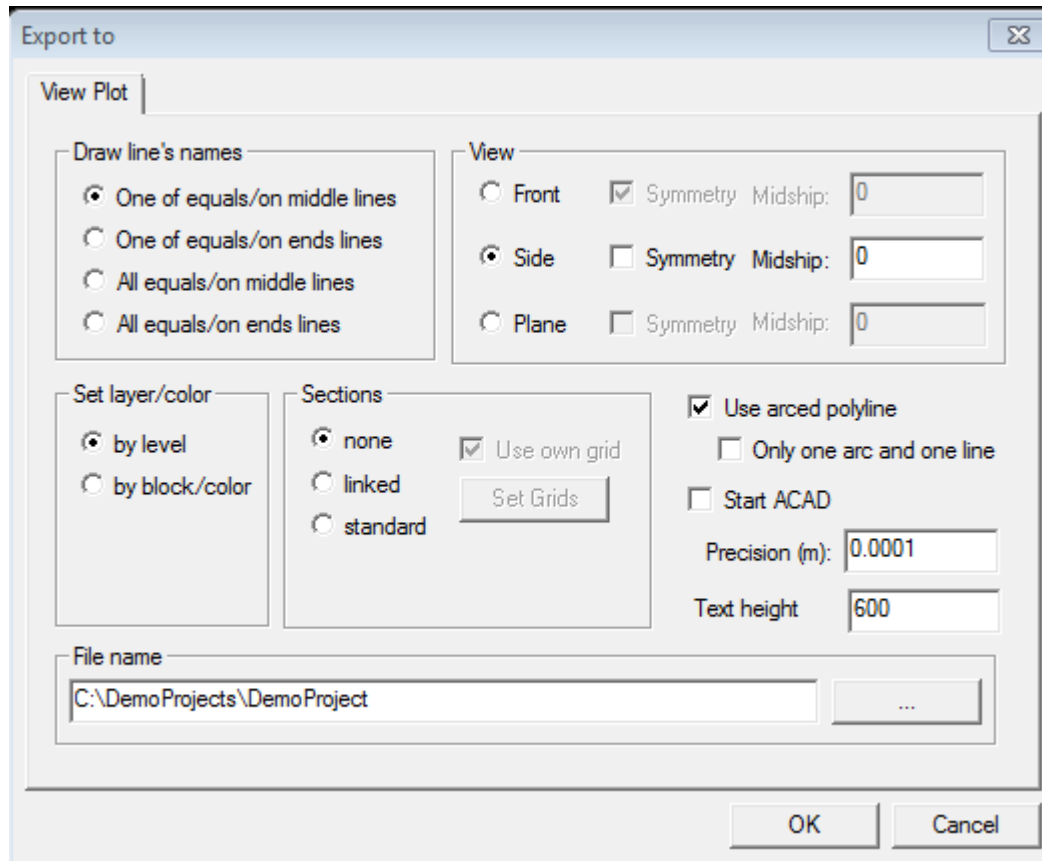 Export to
View Plot
Draw line's names
One of equals/on middle lines
One of equals/on ends lines
All equals/on middle lines
All equals/on ends lines
View
Front Symmetry Midship: 0
Side Symmetry Midship: 0
Plane Symmetry Midship: 0
Set layer/color
by level
by block/color
Sections
none Use own grid
linked Set Grids
standard
Use arced polyline
Only one arc and one line
Start ACAD
Precision (m): 0.0001
Text height 600
File name
C:\DemoProjects\DemoProject ...
OK Cancel